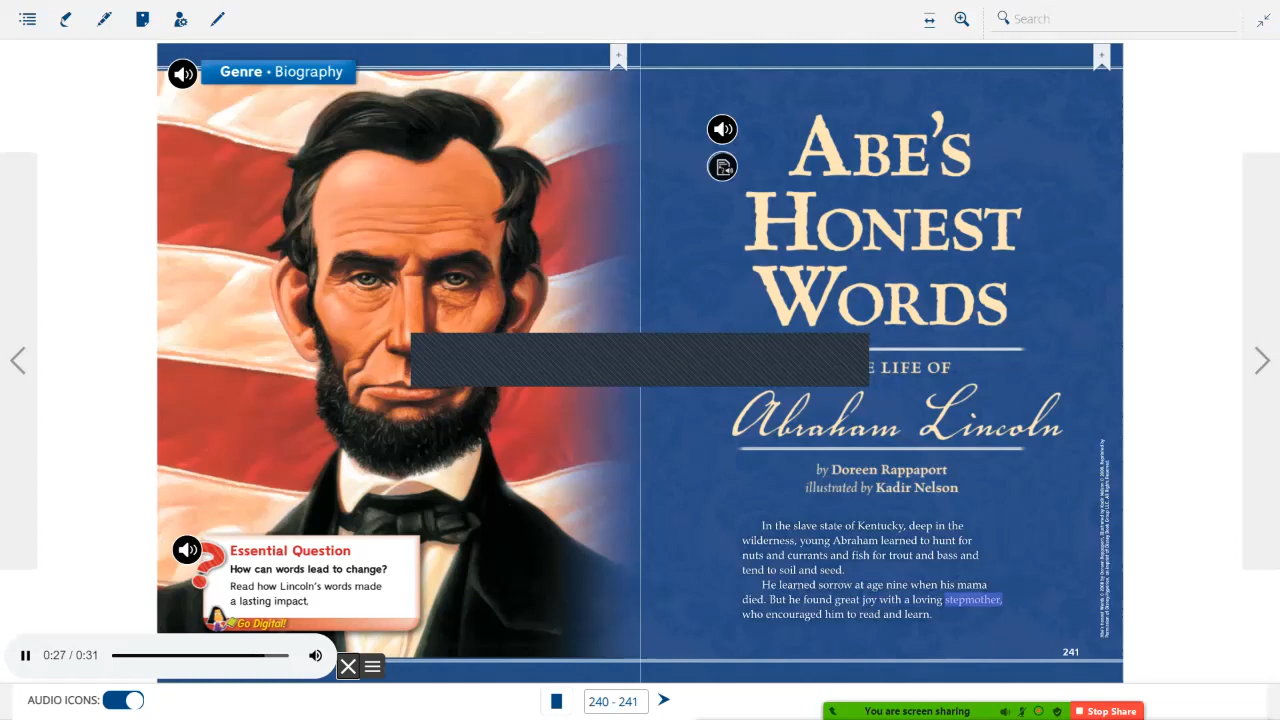 Search
Genre • Biography
ABE'S
HONEST
WORDS
LIFE OF
Abraham Lincoln
by Doreen Rappaport
illustrated by Kadir Nelson
In the slave state of Kentucky, deep in the
wilderness, young Abraham learned to hunt for
nuts and currants and fish for trout and bass and
tend to soil and seed.
He learned sorrow at age nine when his mama
died. But he found great joy with a loving stepmother,
who encouraged him to read and learn.
241
Essential Question
How can words lead to change?
Read how Lincoln's words made
a lasting impact.
Go Digital!
0:27 / 0:31
AUDIO ICONS:
240 - 241
You are screen sharing
Stop Share